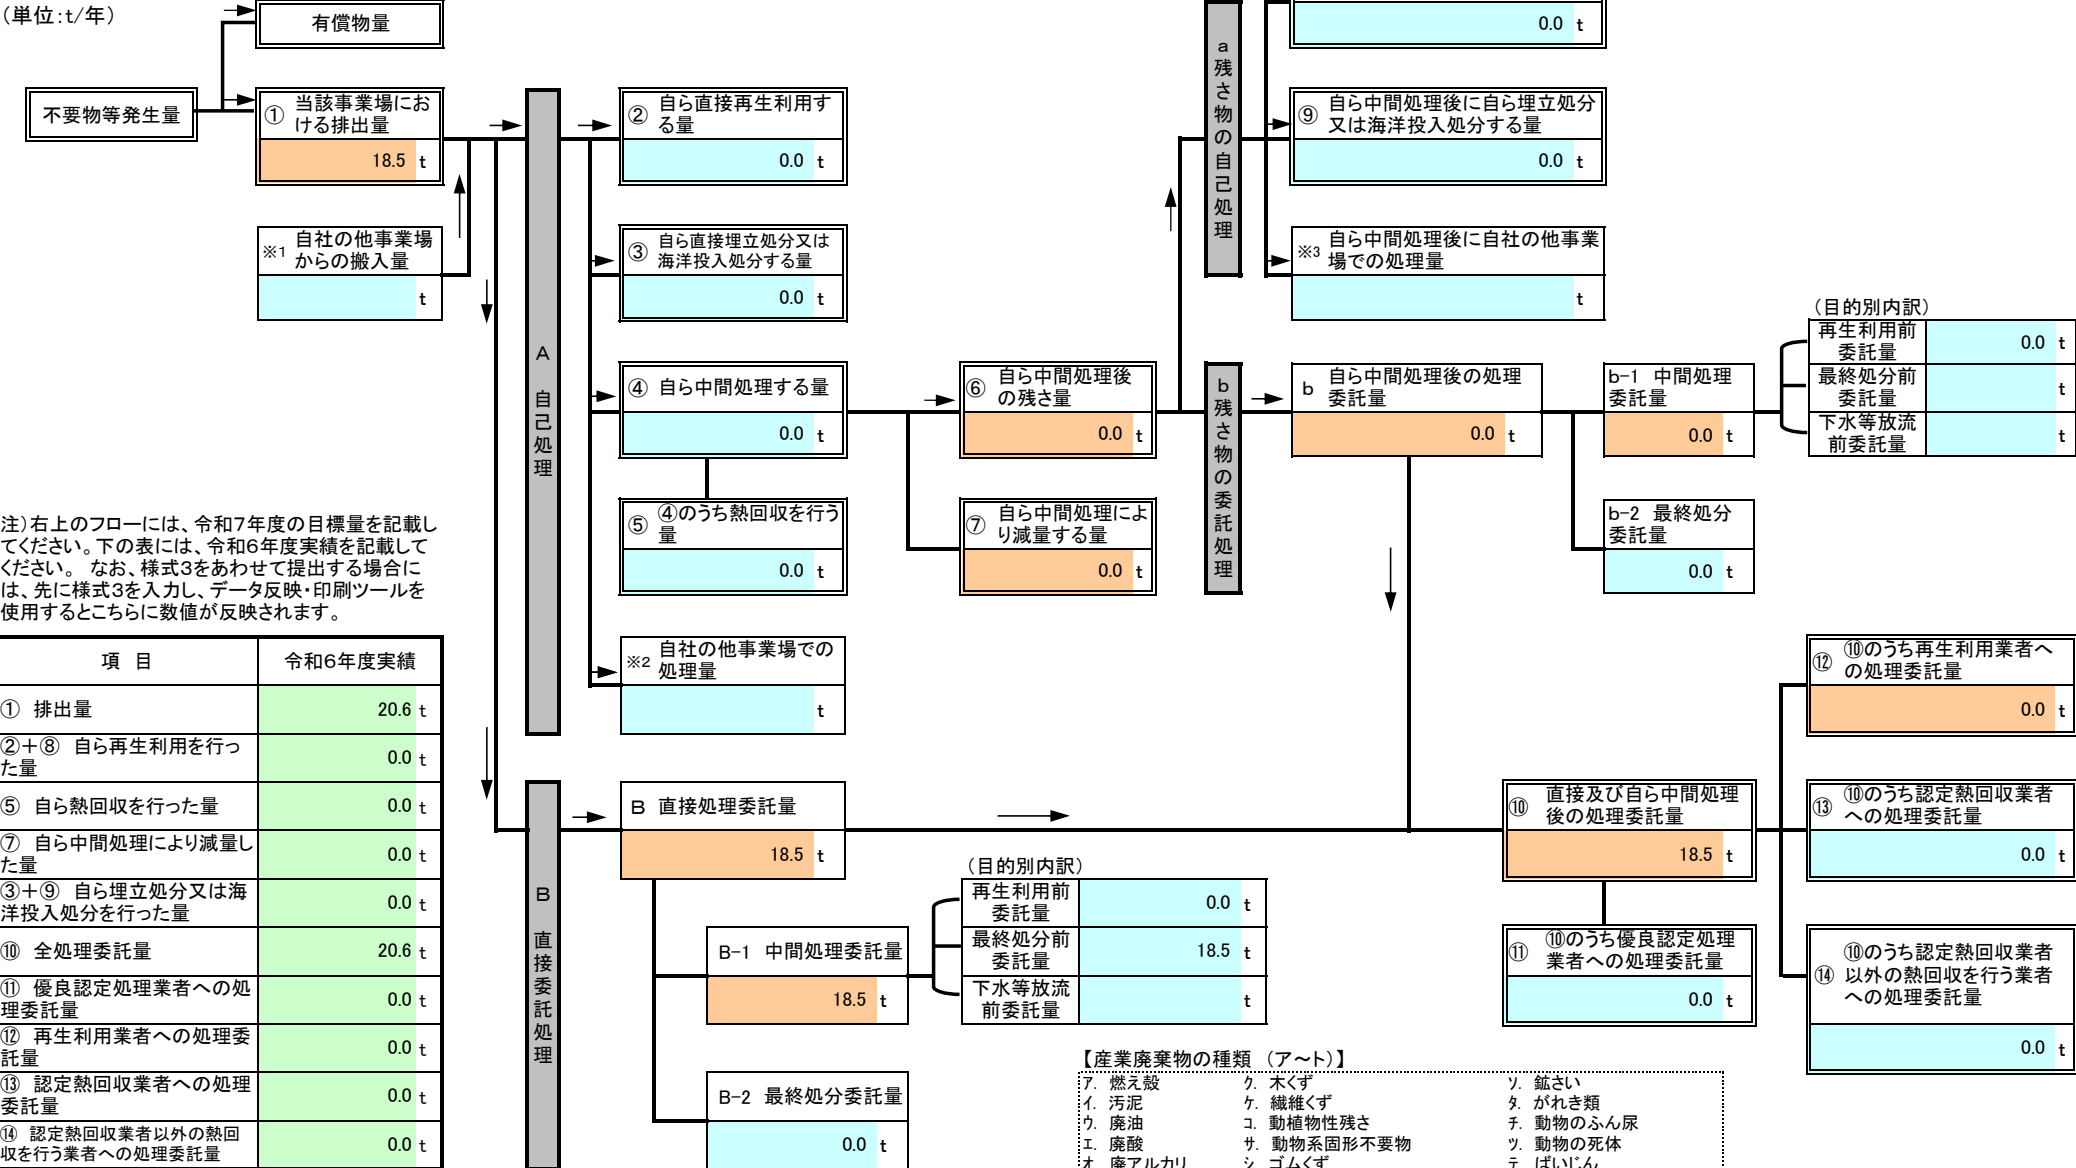 （単位:t/年）
有償物量
不要物等発生量
①
当該事業場にお
ける排出量
18.5 t
※1
自社の他事業場
からの搬入量
t
A 自己処理
②
自ら直接再生利用す
る量
0.0 t
③
自ら直接埋立処分又は
海洋投入処分する量
0.0 t
④ 自ら中間処理する量
0.0 t
⑤
④のうち熱回収を行う
量
0.0 t
※2
自社の他事業場での
処理量
t
⑥
自ら中間処理後
の残さ量
0.0 t
⑦
自ら中間処理によ
り減量する量
0.0 t
a 残さ物の自己処理
0.0 t
⑨
自ら中間処理後に自ら埋立処分
又は海洋投入処分する量
0.0 t
※3
自ら中間処理後に自社の他事業
場での処理量
t
b 残さ物の委託処理
b
自ら中間処理後の処理
委託量
0.0 t
b-1 中間処理
委託量
0.0 t
b-2 最終処分
委託量
0.0 t
（目的別内訳）
再生利用前
委託量
0.0 t
最終処分前
委託量
t
下水等放流
前委託量
t
注）右上のフローには、令和７年度の目標量を記載し
てください。下の表には、令和６年度実績を記載して
ください。 なお、様式３をあわせて提出する場合に
は、先に様式３を入力し、データ反映・印刷ツールを
使用するとこちらに数値が反映されます。
項 目 令和６年度実績
① 排出量 20.6 t
②＋⑧ 自ら再生利用を行っ
た量
0.0 t
⑤ 自ら熱回収を行った量 0.0 t
⑦ 自ら中間処理により減量し
た量
0.0 t
③＋⑨ 自ら埋立処分又は海
洋投入処分を行った量
0.0 t
⑩ 全処理委託量 20.6 t
⑪ 優良認定処理業者への処
理委託量
0.0 t
⑫ 再生利用業者への処理委
託量
0.0 t
⑬ 認定熱回収業者への処理
委託量
0.0 t
⑭ 認定熱回収業者以外の熱回
収を行う業者への処理委託量
0.0 t
B 直接委託処理
B 直接処理委託量
18.5 t
B-1 中間処理委託量
18.5 t
B-2 最終処分委託量
0.0 t
（目的別内訳）
再生利用前
委託量
0.0 t
最終処分前
委託量
18.5 t
下水等放流
前委託量
t
⑩
直接及び自ら中間処理
後の処理委託量
18.5 t
⑪
⑩のうち優良認定処理
業者への処理委託量
0.0 t
⑫
⑩のうち再生利用業者へ
の処理委託量
0.0 t
⑬
⑩のうち認定熱回収業者
への処理委託量
0.0 t
⑭
⑩のうち認定熱回収業者
以外の熱回収を行う業者
への処理委託量
0.0 t
【産業廃棄物の種類 （ア～ト）】
ア. 燃え殻 ク. 木くず ソ. 鉱さい
イ. 汚泥 ケ. 繊維くず タ. がれき類
ウ. 廃油 コ. 動植物性残さ チ. 動物のふん尿
エ. 廃酸 サ. 動物系固形不要物 ツ. 動物の死体
オ. 廃アルカリ シ. ゴムくず テ. ばいじん